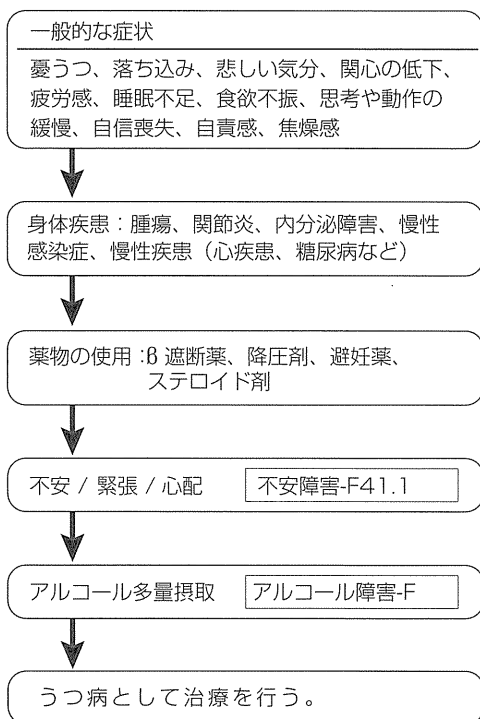 一般的な症状
憂うつ、落ち込み、悲しい気分、関心の低下、
疲労感、睡眠不足、食欲不振、思考や動作の
緩慢、自信喪失、自責感、焦燥感
身体疾患：腫瘍、関節炎、内分泌障害、慢性
感染症、慢性疾患（心疾患、糖尿病など）
薬物の使用：β 遮断薬、降圧剤、避妊薬、
ステロイド剤
不安 / 緊張 / 心配 不安障害-F41.1
アルコール多量摂取 アルコール障害-F
うつ病として治療を行う。